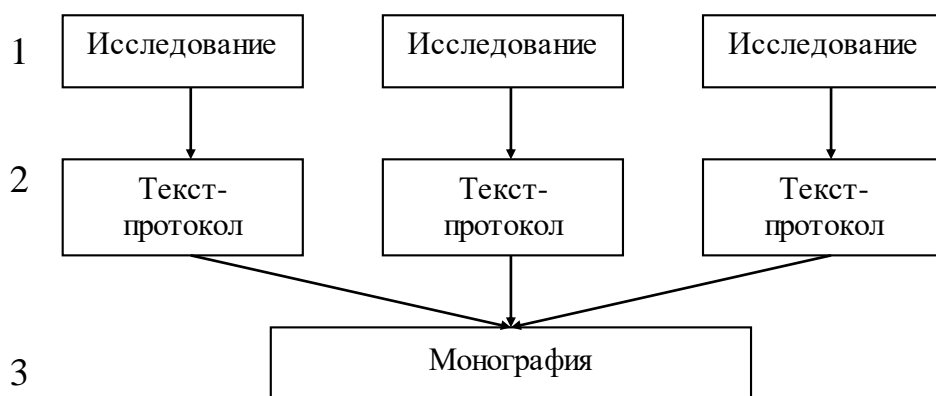 1 Исследование Исследование Исследование
2 Текст- Текст- Текст-
протокол протокол протокол
Монография
3